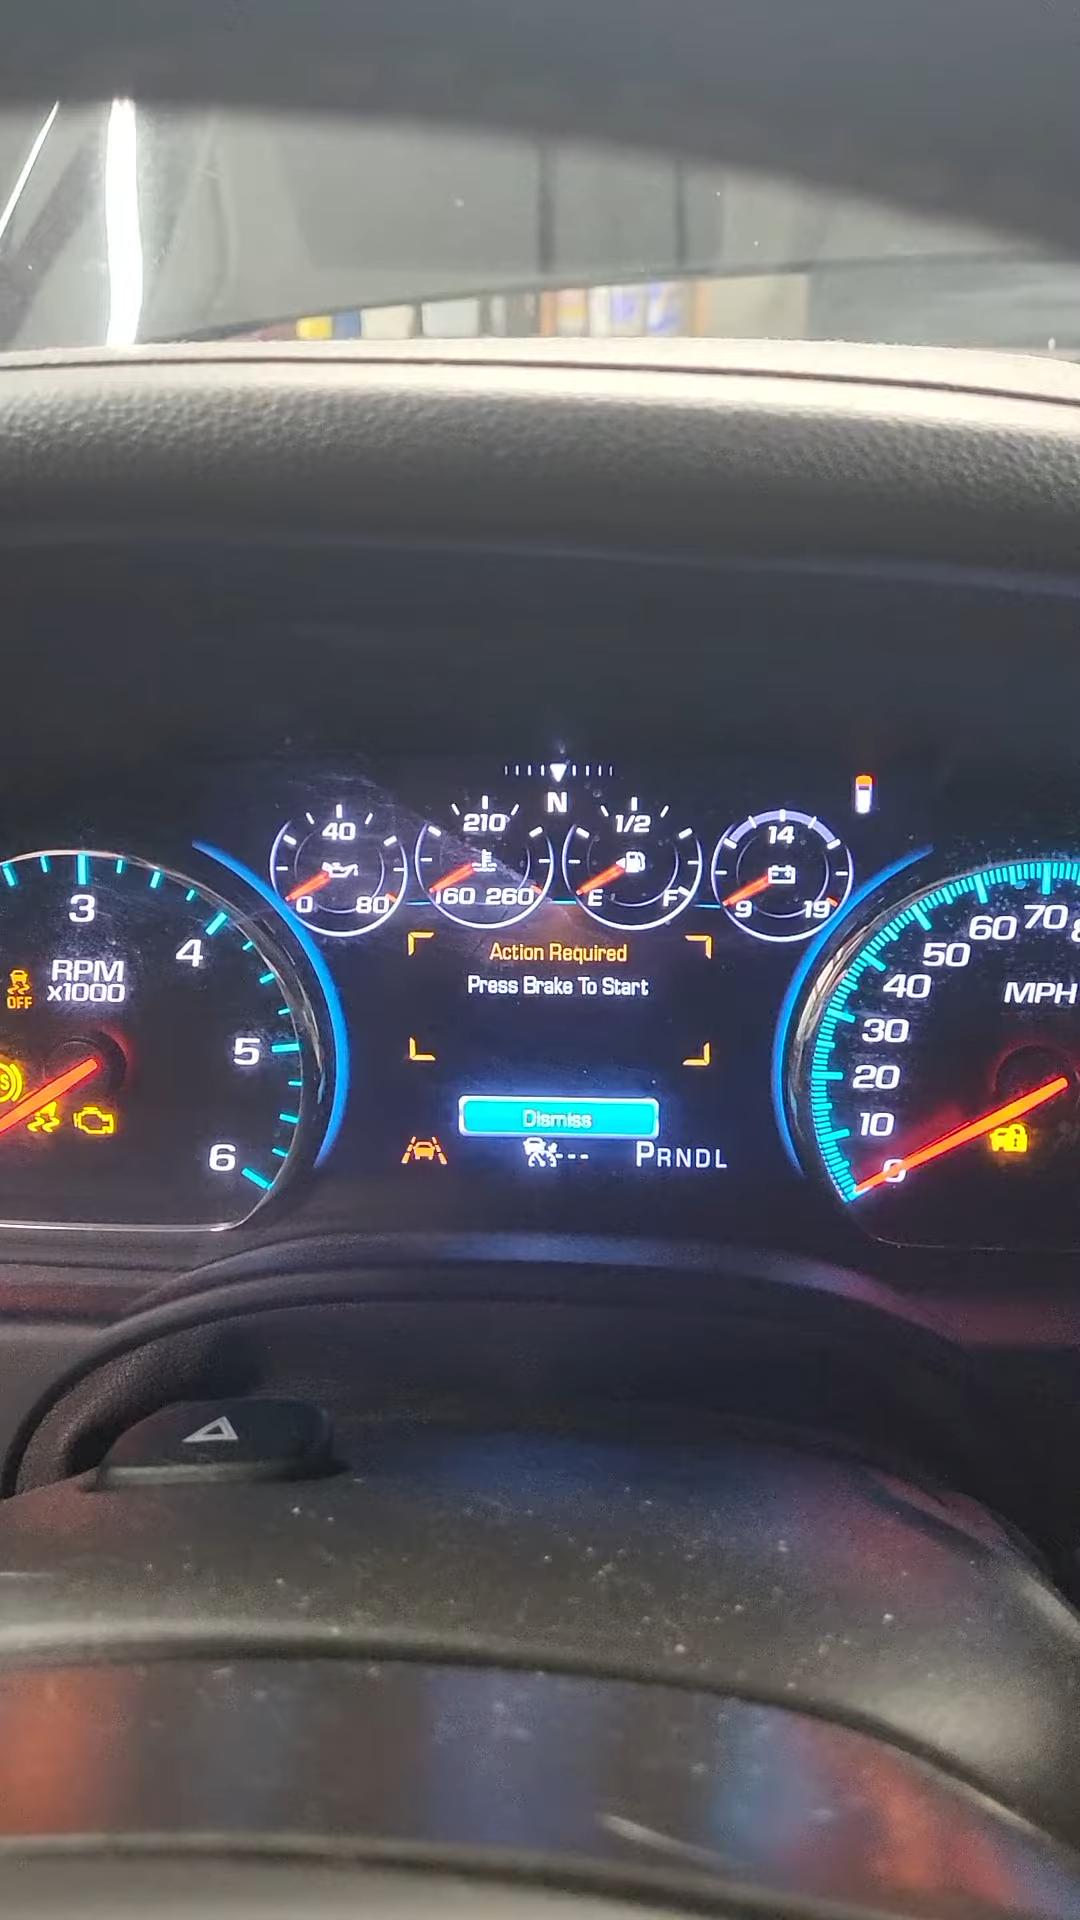 N
40
0 80
210
160 260
1/2
E F
14
9 19
3
4
5
6
RPM
x1000
OFF
Action Required
Press Brake To Start
Dismiss
---
PRNDL
0
10
20
30
40
50
60
70
MPH